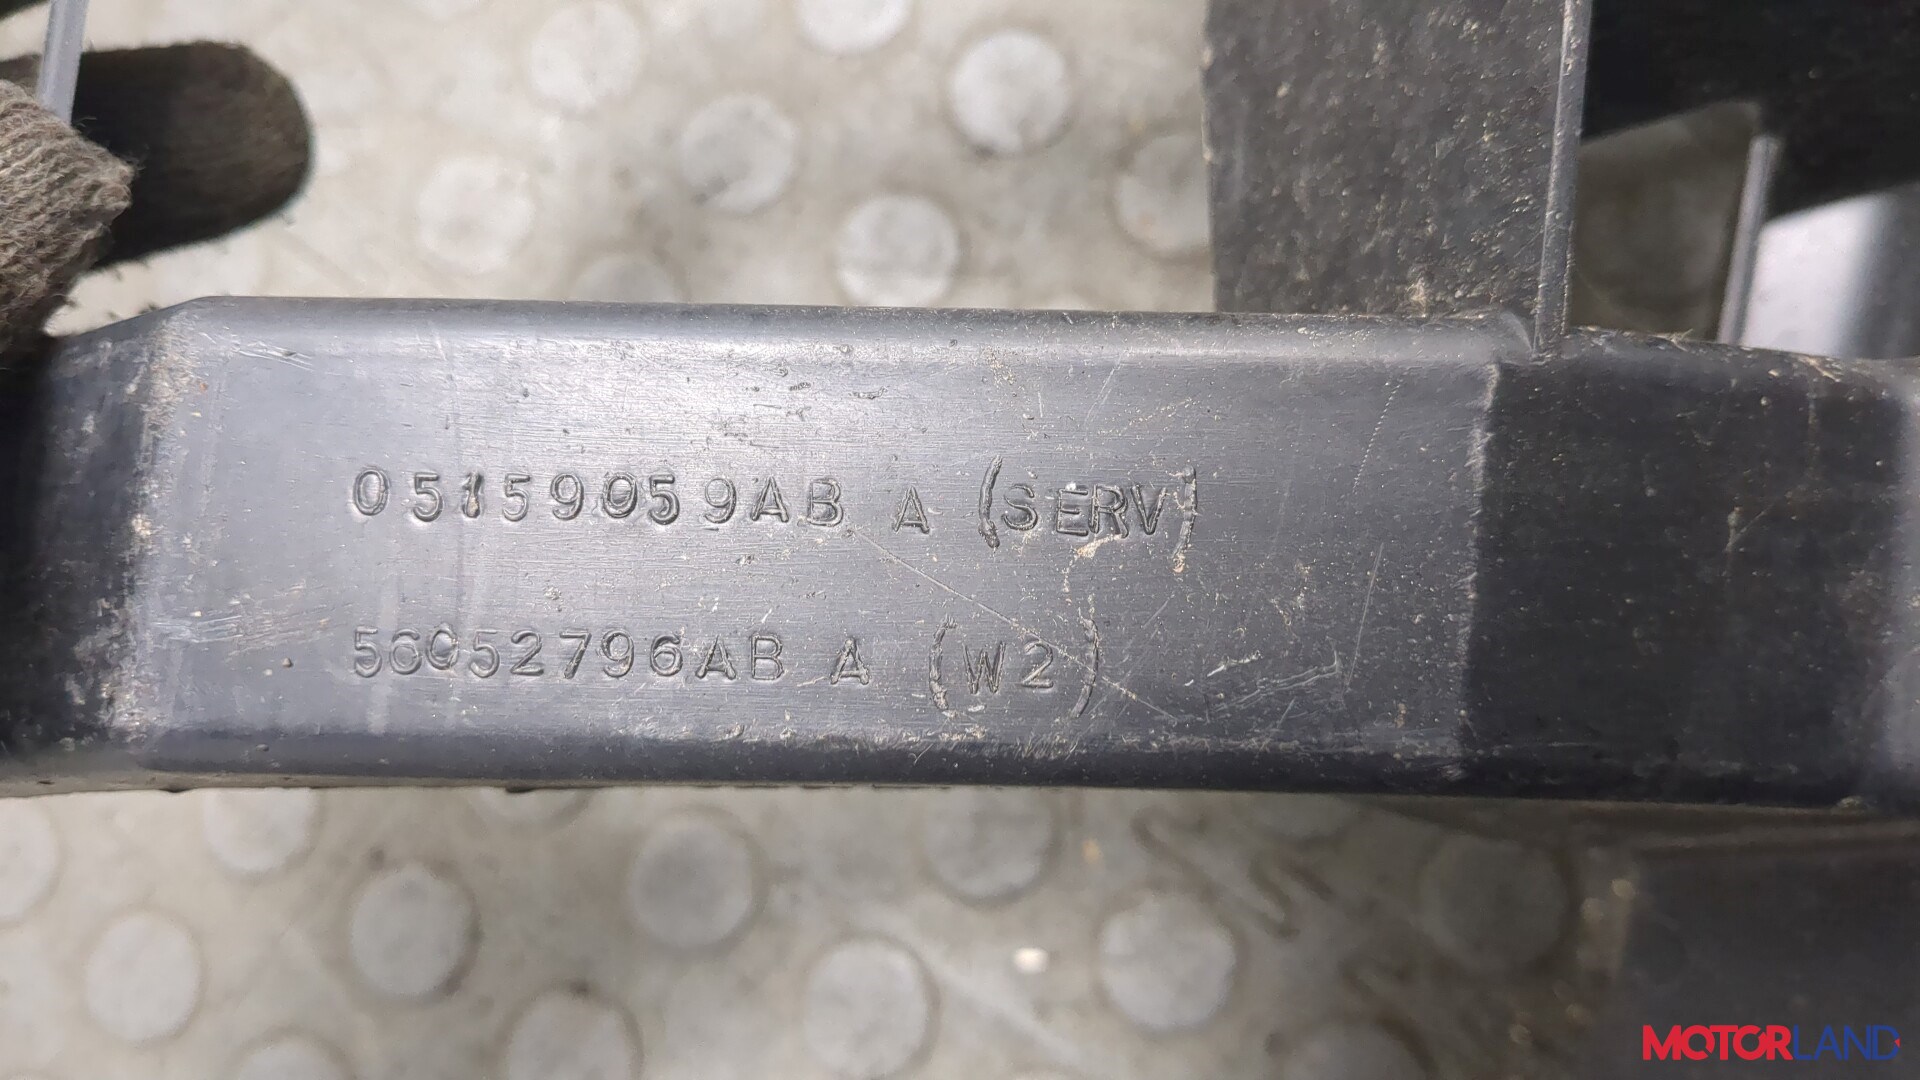 05159059AB A (SERV)
56052796AB A (W2)
MOTORLAND